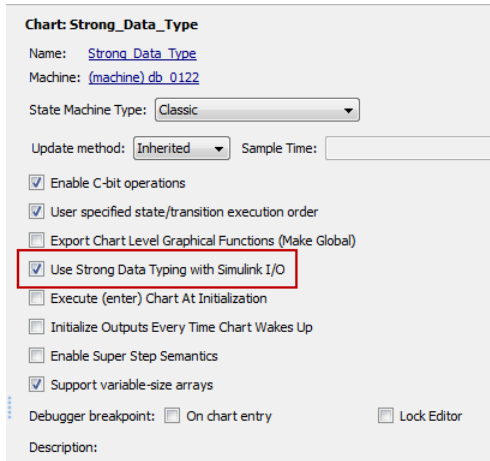 Chart: Strong_Data_Type
Name: Strong_Data_Type
Machine: (machine) db_0122
State Machine Type: Classic
Update method: Inherited Sample Time:
Enable C-bit operations
User specified state/transition execution order
Export Chart Level Graphical Functions (Make Global)
Use Strong Data Typing with Simulink I/O
Execute (enter) Chart At Initialization
Initialize Outputs Every Time Chart Wakes Up
Enable Super Step Semantics
Support variable-size arrays
Debugger breakpoint: On chart entry Lock Editor
Description: